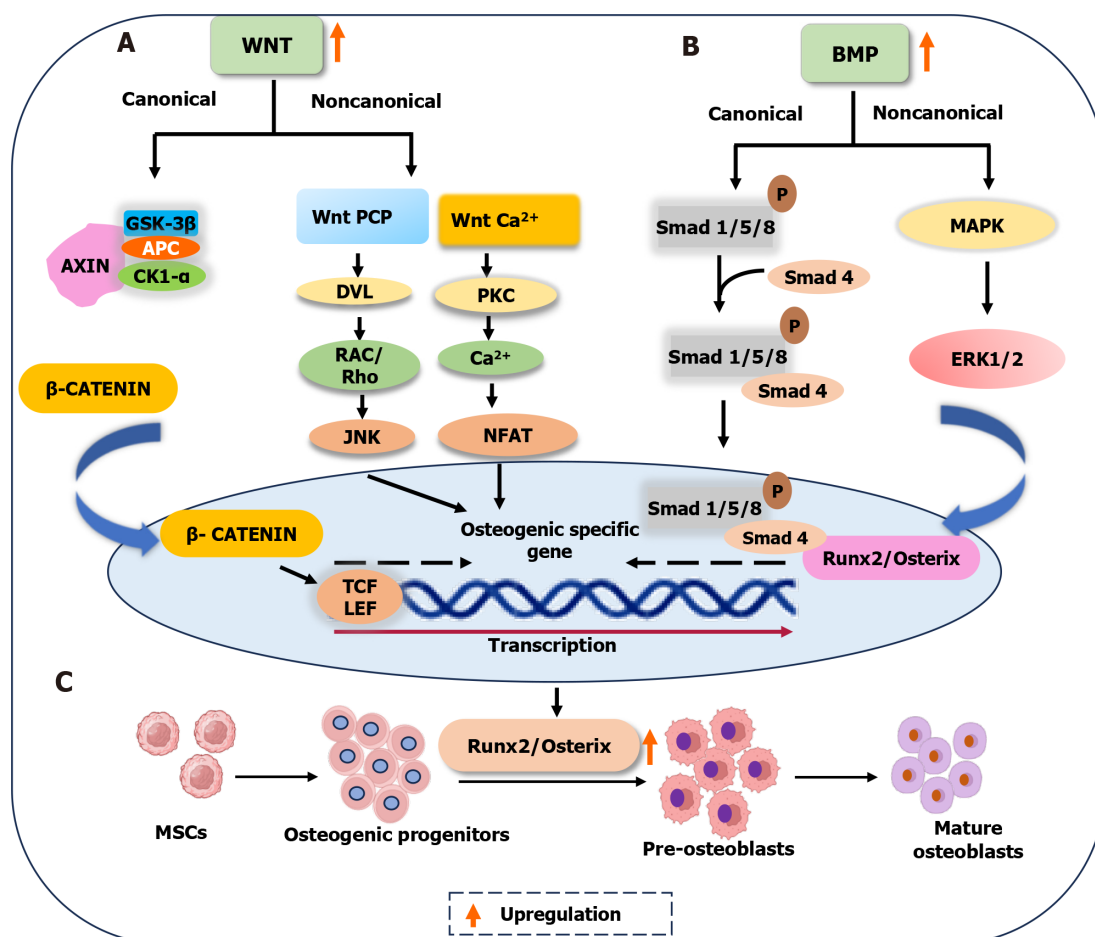 A
WNT
Canonical
Noncanonical
GSK-3β
APC
AXIN
CK1-α
Wnt PCP
Wnt Ca²⁺
DVL
PKC
RAC/
Rho
Ca²⁺
JNK
NFAT
β-CATENIN
B
BMP
Canonical
Noncanonical
P
Smad 1/5/8
MAPK
Smad 4
P
Smad 1/5/8
Smad 4
ERK1/2
β- CATENIN
Osteogenic specific
gene
P
Smad 1/5/8
Smad 4
Runx2/Osterix
TCF
LEF
Transcription
C
Runx2/Osterix
MSCs
Osteogenic progenitors
Pre-osteoblasts
Mature
osteoblasts
Upregulation